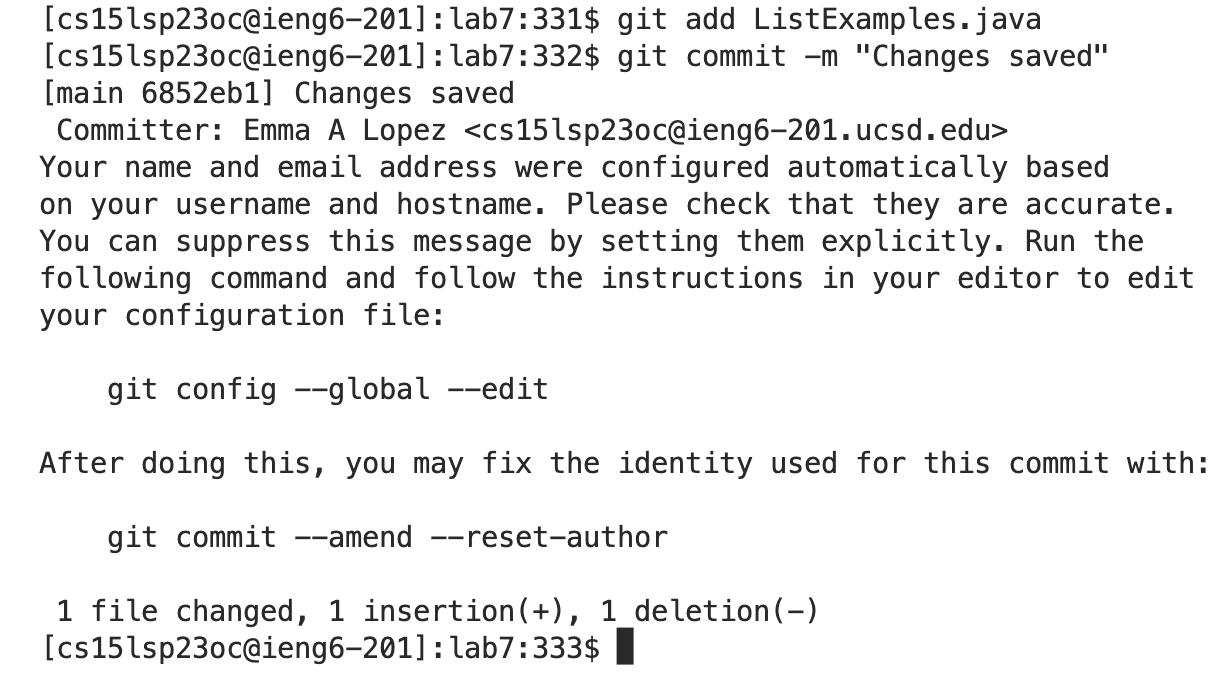 [cs15lsp23oc@ieng6-201]:lab7:331$ git add ListExamples.java
[cs15lsp23oc@ieng6-201]:lab7:332$ git commit -m "Changes saved"
[main 6852eb1] Changes saved
 Committer: Emma A Lopez <cs15lsp23oc@ieng6-201.ucsd.edu>
Your name and email address were configured automatically based
on your username and hostname. Please check that they are accurate.
You can suppress this message by setting them explicitly. Run the
following command and follow the instructions in your editor to edit
your configuration file:

    git config --global --edit

After doing this, you may fix the identity used for this commit with:

    git commit --amend --reset-author

 1 file changed, 1 insertion(+), 1 deletion(-)
[cs15lsp23oc@ieng6-201]:lab7:333$